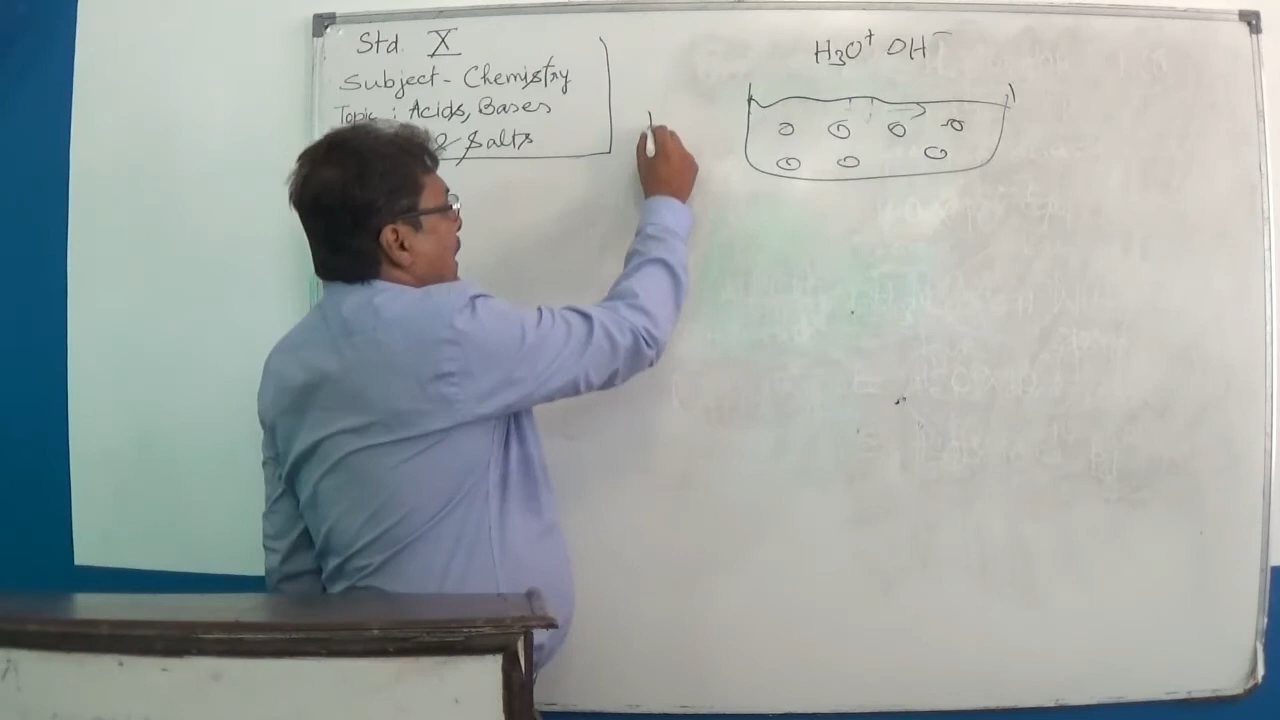 Std. X
Subject - Chemistry
Topic : Acids, Bases
& Salts
H₃O⁺ OH⁻